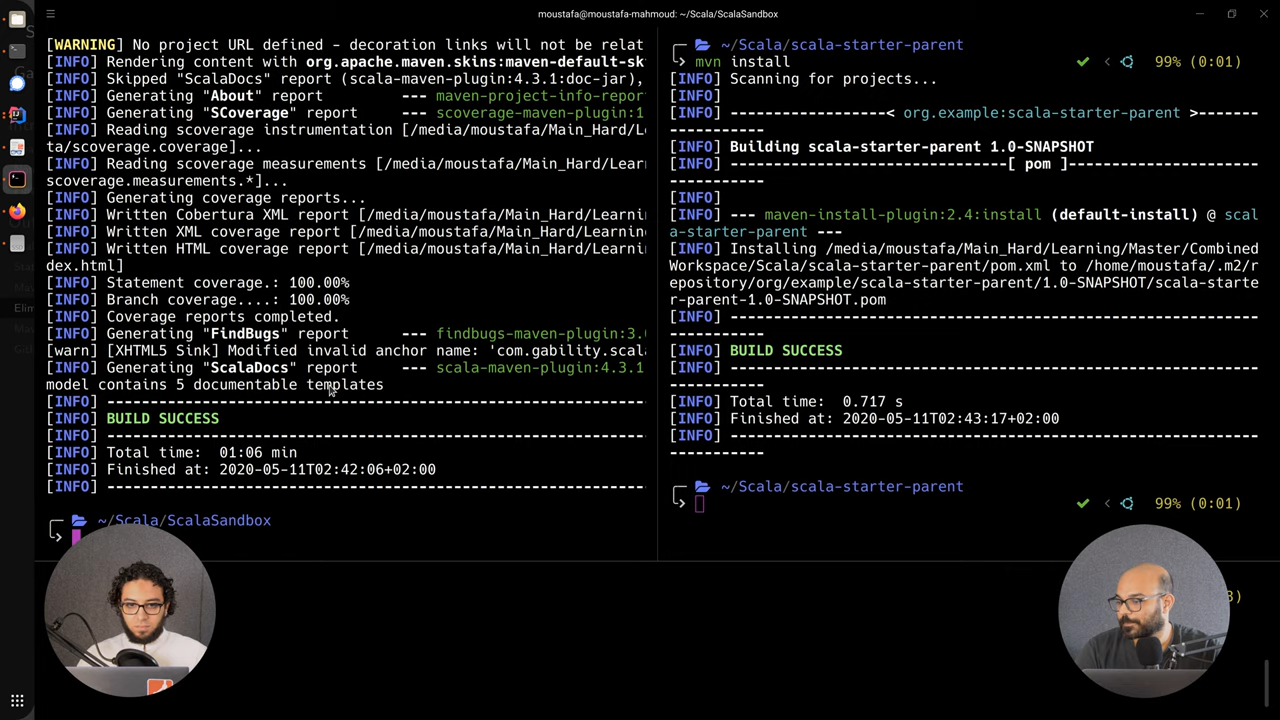 moustafa@moustafa-mahmoud: ~/Scala/ScalaSandbox
[WARNING] No project URL defined - decoration links will not be relat
[INFO] Rendering content with org.apache.maven.skins:maven-default-sk
[INFO] Skipped "ScalaDocs" report (scala-maven-plugin:4.3.1:doc-jar),
[INFO] Generating "About" report --- maven-project-info-repor
[INFO] Generating "SCoverage" report --- scoverage-maven-plugin:1
[INFO] Reading scoverage instrumentation [/media/moustafa/Main_Hard/Le
ta/scoverage.coverage]...
[INFO] Reading scoverage measurements [/media/moustafa/Main_Hard/Learn
scoverage.measurements.*]...
[INFO] Generating coverage reports...
[INFO] Written Cobertura XML report [/media/moustafa/Main_Hard/Learnin
[INFO] Written XML coverage report [/media/moustafa/Main_Hard/Learning
[INFO] Written HTML coverage report [/media/moustafa/Main_Hard/Learnin
dex.html]
[INFO] Statement coverage.: 100.00%
[INFO] Branch coverage....: 100.00%
[INFO] Coverage reports completed.
[INFO] Generating "FindBugs" report --- findbugs-maven-plugin:3.
[warn] [XHTML5 Sink] Modified invalid anchor name: 'com.gability.scala
[INFO] Generating "ScalaDocs" report --- scala-maven-plugin:4.3.1
model contains 5 documentable templates
[INFO] ------------------------------------------------------
[INFO] BUILD SUCCESS
[INFO] ------------------------------------------------------
[INFO] Total time: 01:06 min
[INFO] Finished at: 2020-05-11T02:42:06+02:00
[INFO] ------------------------------------------------------
~/Scala/ScalaSandbox
~/Scala/scala-starter-parent
mvn install ✔ < 99% (0:01)
[INFO] Scanning for projects...
[INFO]
[INFO] -----------------< org.example:scala-starter-parent >-------
-----------
[INFO] Building scala-starter-parent 1.0-SNAPSHOT
[INFO] --------------------------------[ pom ]---------------------
-----------
[INFO]
[INFO] --- maven-install-plugin:2.4:install (default-install) @ scal
a-starter-parent ---
[INFO] Installing /media/moustafa/Main_Hard/Learning/Master/Combined
Workspace/Scala/scala-starter-parent/pom.xml to /home/moustafa/.m2/r
epository/org/example/scala-starter-parent/1.0-SNAPSHOT/scala-starte
r-parent-1.0-SNAPSHOT.pom
[INFO] ------------------------------------------------------------
-----------
[INFO] BUILD SUCCESS
[INFO] ------------------------------------------------------------
-----------
[INFO] Total time: 0.717 s
[INFO] Finished at: 2020-05-11T02:43:17+02:00
[INFO] ------------------------------------------------------------
-----------
~/Scala/scala-starter-parent
✔ < 99% (0:01)